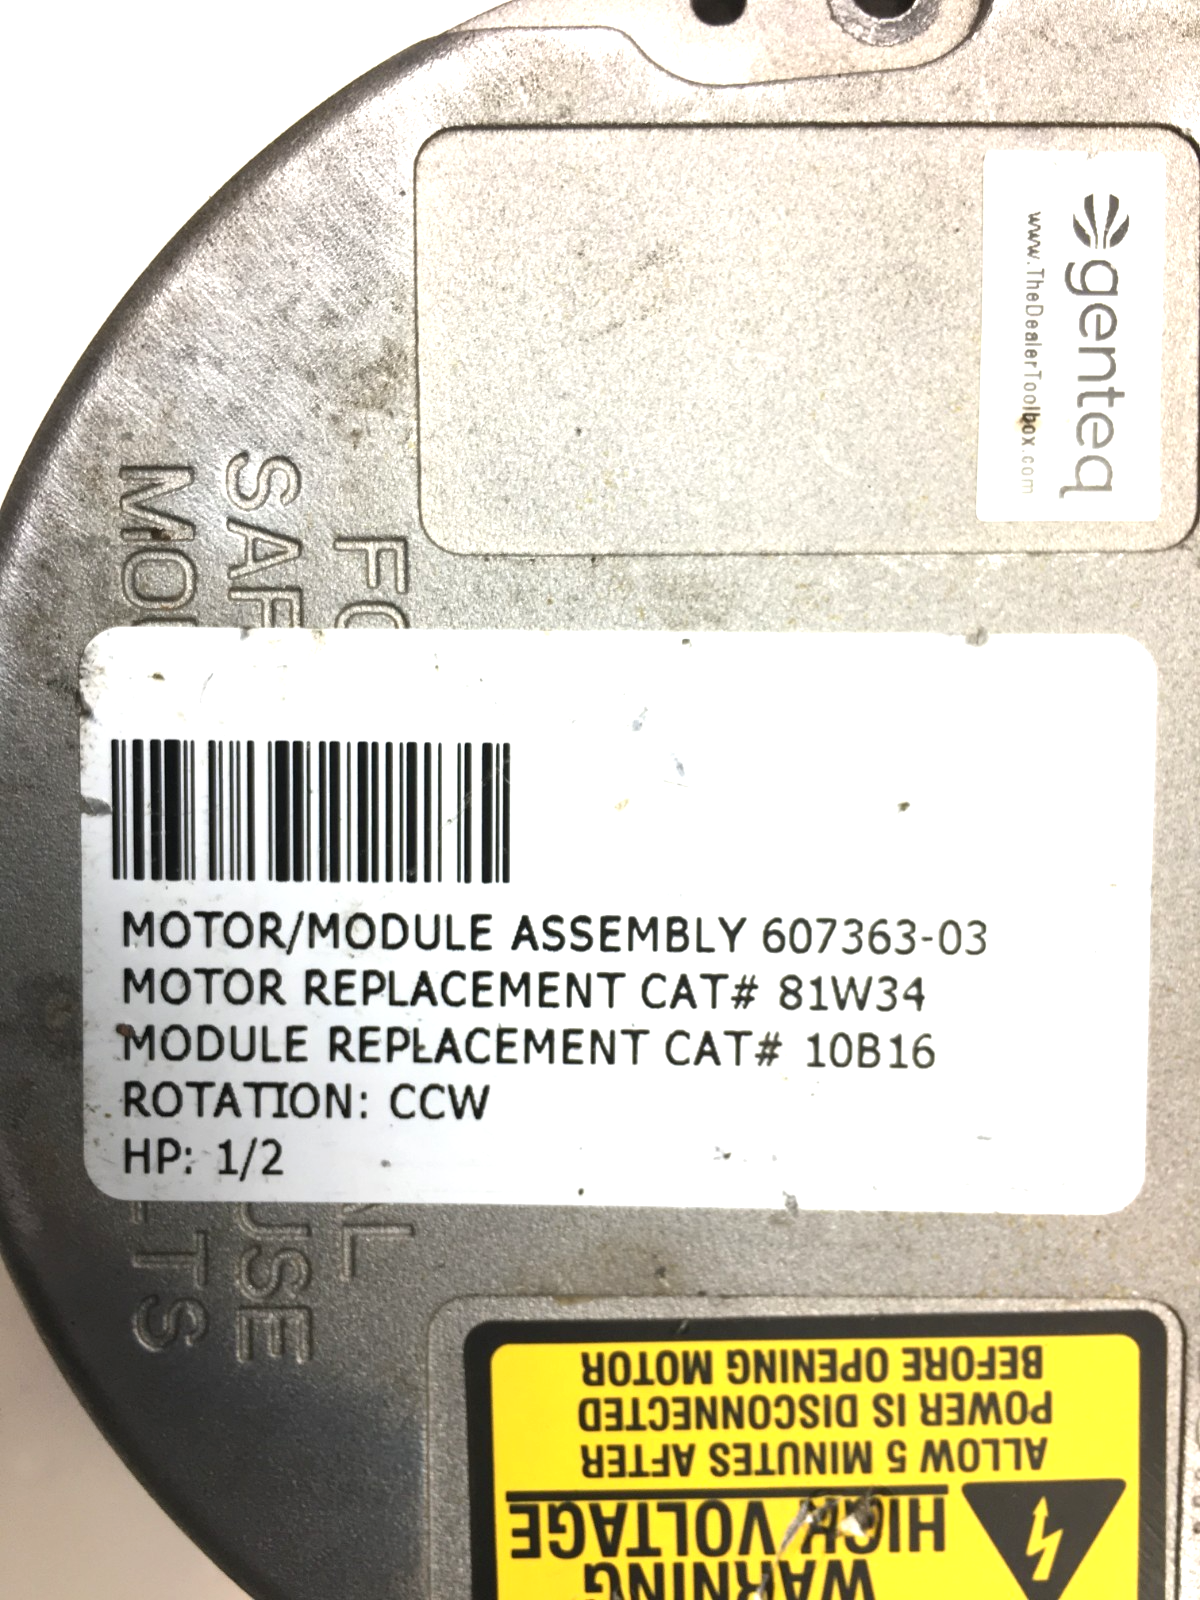 genteq
www.TheDealerToolbox.com
MOTOR/MODULE ASSEMBLY 607363-03
MOTOR REPLACEMENT CAT# 81W34
MODULE REPLACEMENT CAT# 10B16
ROTATION: CCW
HP: 1/2
WARNING
HIGH VOLTAGE
ALLOW 5 MINUTES AFTER
POWER IS DISCONNECTED
BEFORE OPENING MOTOR